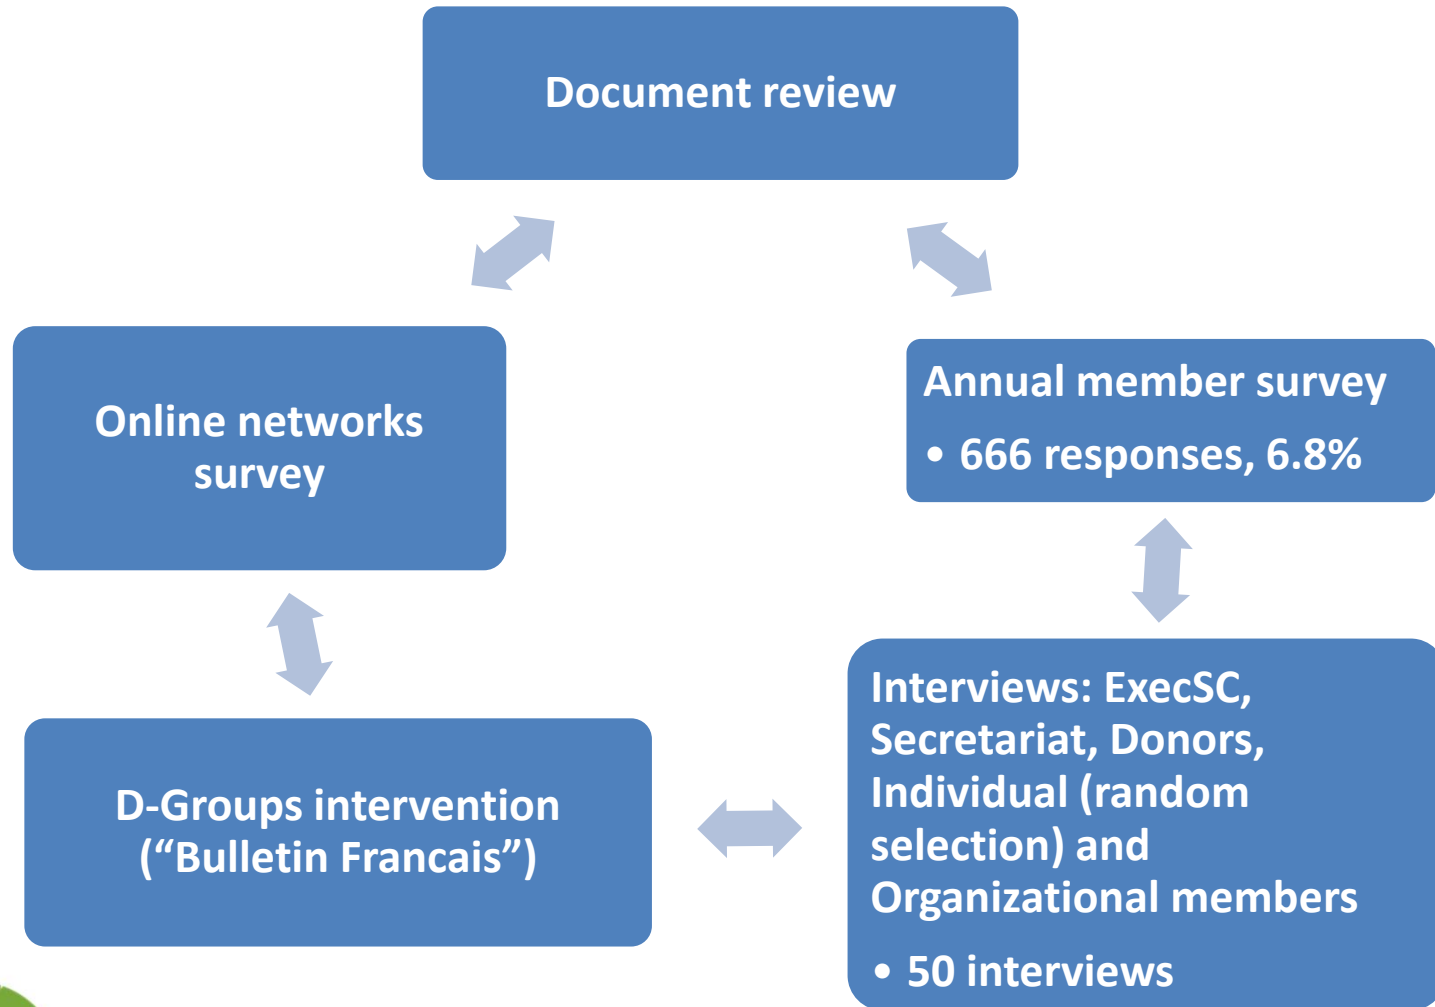 Document review
Online networks
survey
Annual member survey
• 666 responses, 6.8%
D-Groups intervention
(“Bulletin Francais”)
Interviews: ExecSC,
Secretariat, Donors,
Individual (random
selection) and
Organizational members
• 50 interviews